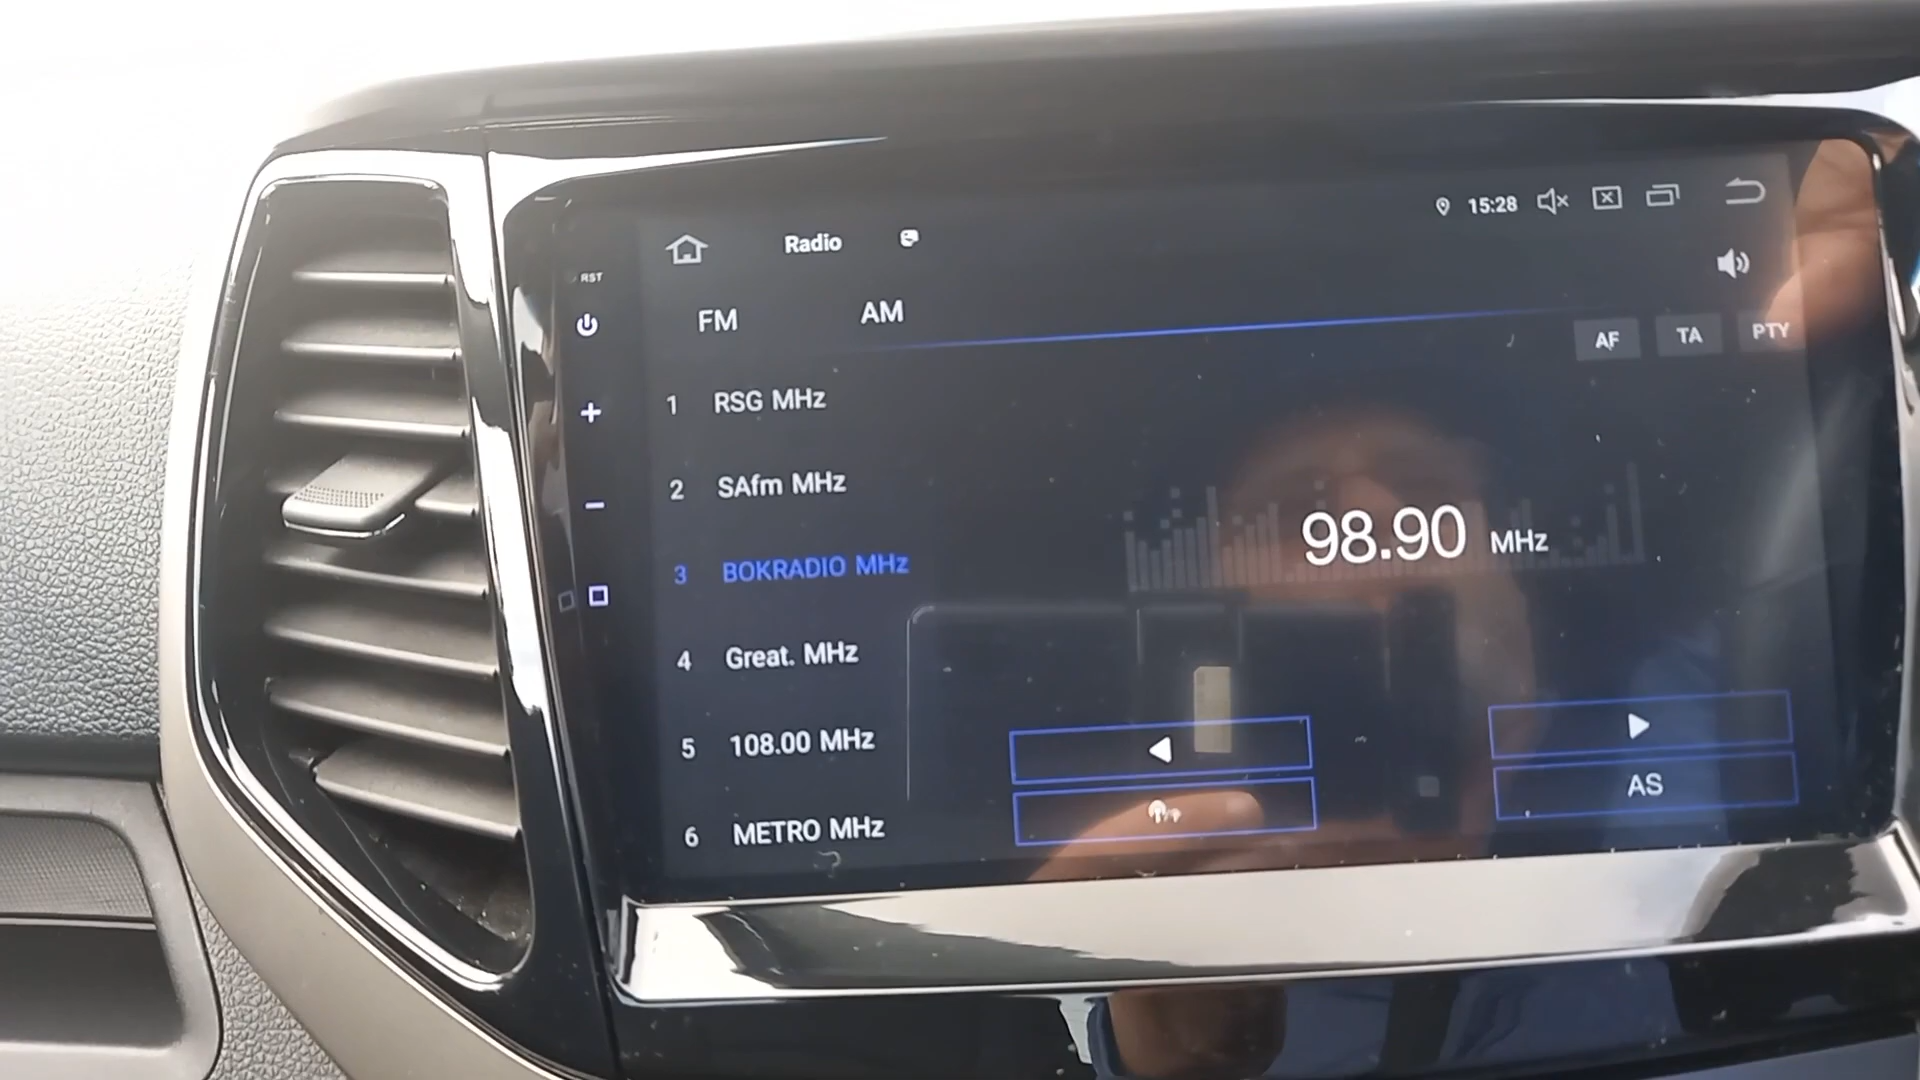 15:28
RST
Radio
FM AM
AF TA PTY
1 RSG MHz
2 SAfm MHz
3 BOKRADIO MHz
98.90 MHz
4 Great. MHz
5 108.00 MHz
AS
6 METRO MHz